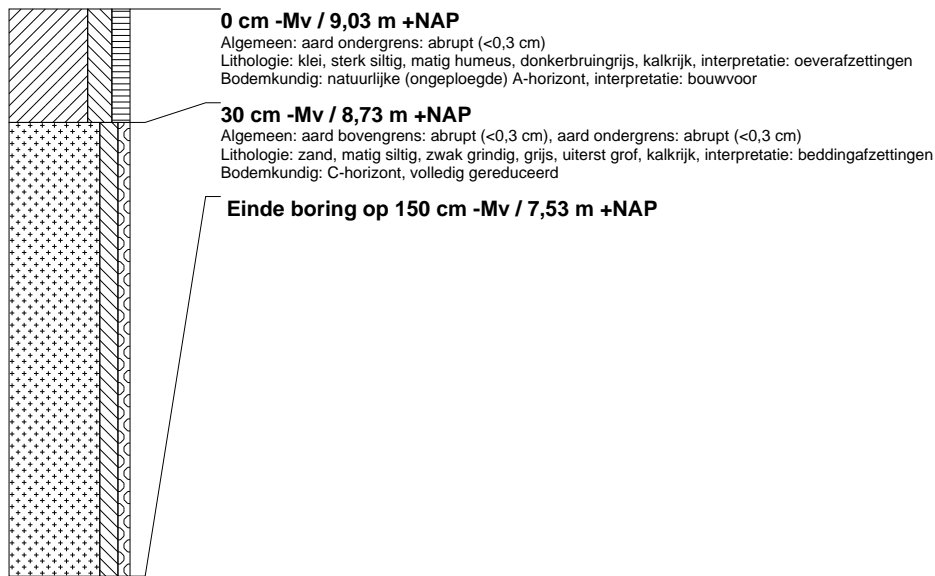 0 cm -Mv / 9,03 m +NAP
Algemeen: aard ondergrens: abrupt (<0,3 cm)
Lithologie: klei, sterk siltig, matig humeus, donkerbruingrijs, kalkrijk, interpretatie: oeverafzettingen
Bodemkundig: natuurlijke (ongeploegde) A-horizont, interpretatie: bouwvoor
30 cm -Mv / 8,73 m +NAP
Algemeen: aard bovengrens: abrupt (<0,3 cm), aard ondergrens: abrupt (<0,3 cm)
Lithologie: zand, matig siltig, zwak grindig, grijs, uiterst grof, kalkrijk, interpretatie: beddingafzettingen
Bodemkundig: C-horizont, volledig gereduceerd
Einde boring op 150 cm -Mv / 7,53 m +NAP